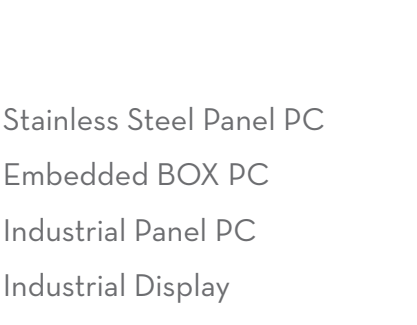 Stainless Steel Panel PC
Embedded BOX PC
Industrial Panel PC
Industrial Display